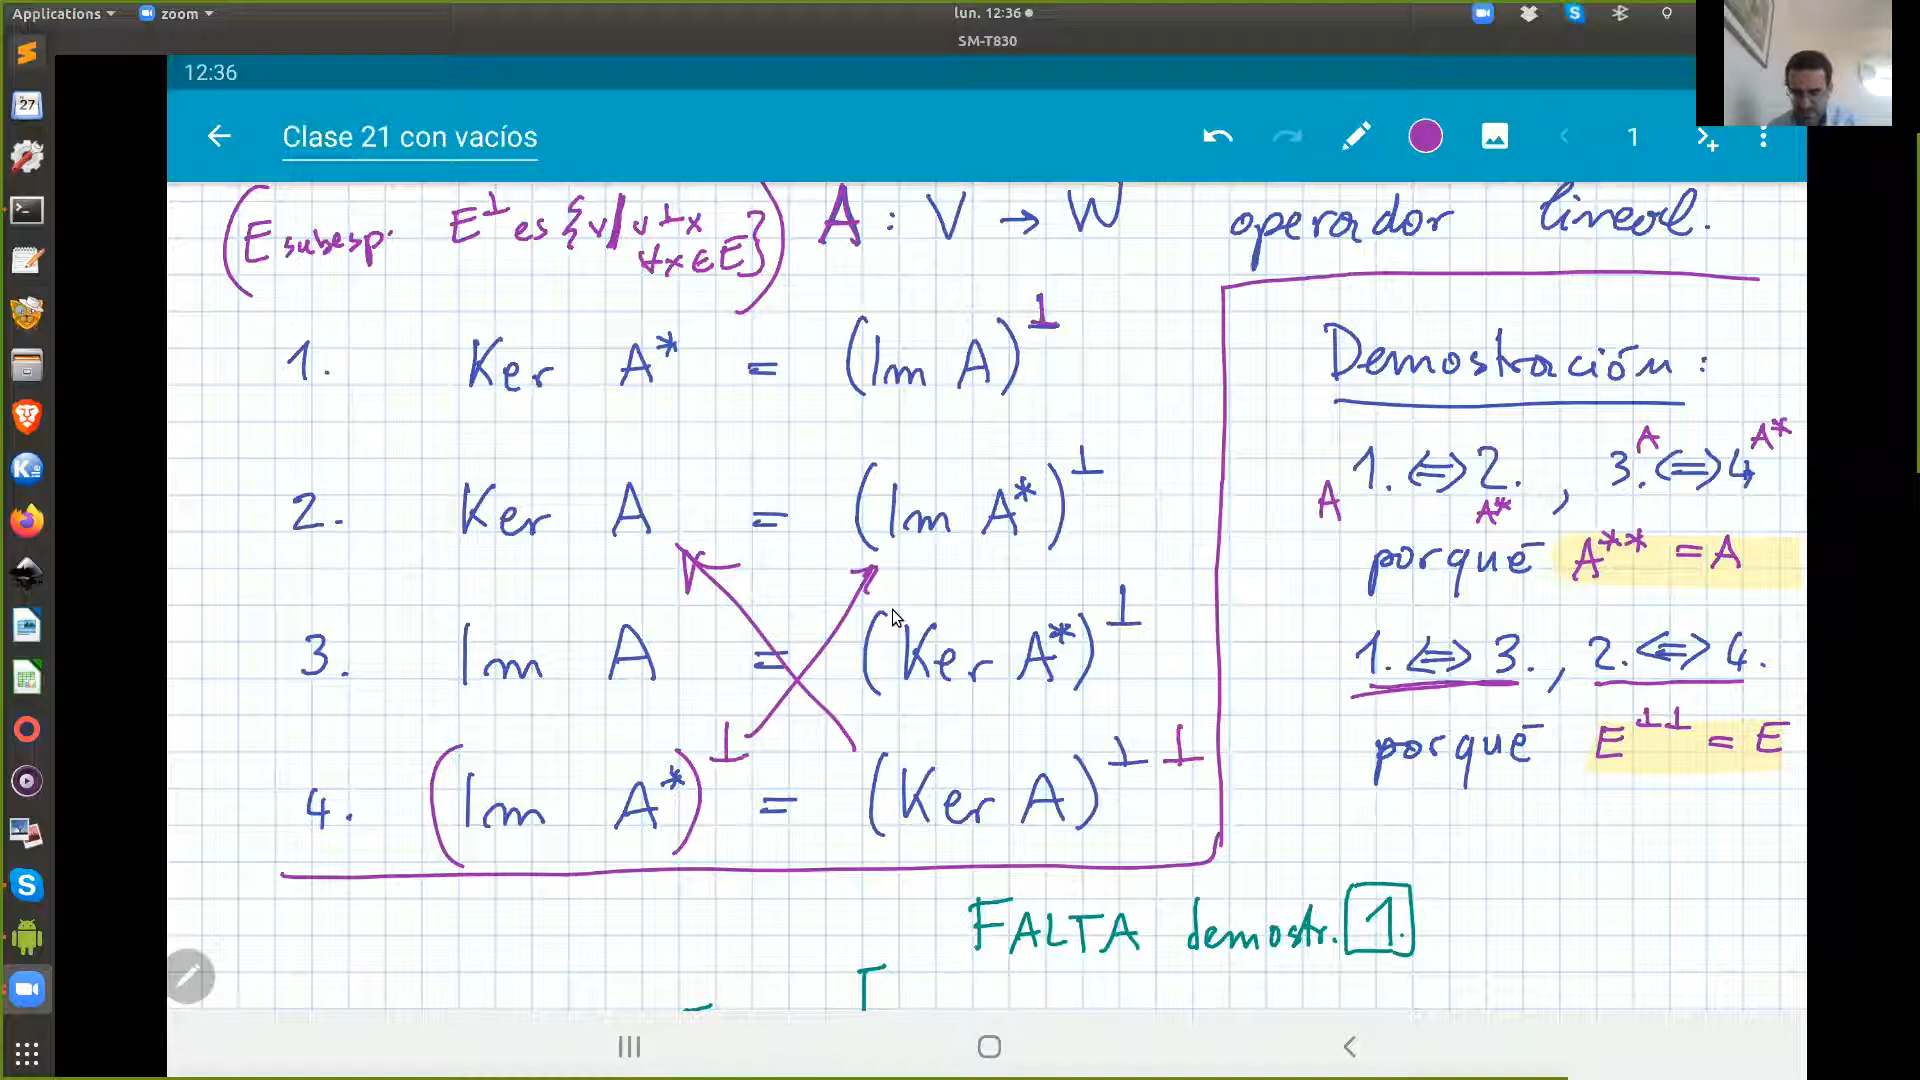 Applications zoom lun. 12:36
SM-T830
12:36
27
Clase 21 con vacíos
1
(E subesp. E^⊥ es {v / v ⊥ x ∀x ∈ E}) A : V → W operador lineal.
1. Ker A* = (Im A)^⊥
2. Ker A = (Im A*)^⊥
3. Im A = (Ker A*)^⊥
4. (Im A*)^⊥ = (Ker A)^⊥ ⊥
Demostración:
1. ⇔ 2. , 3. ⇔ 4
A A* A A*
porqué A** = A
1. ⇔ 3. , 2. ⇔ 4.
porqué E^⊥⊥ = E
FALTA demostr. 1.